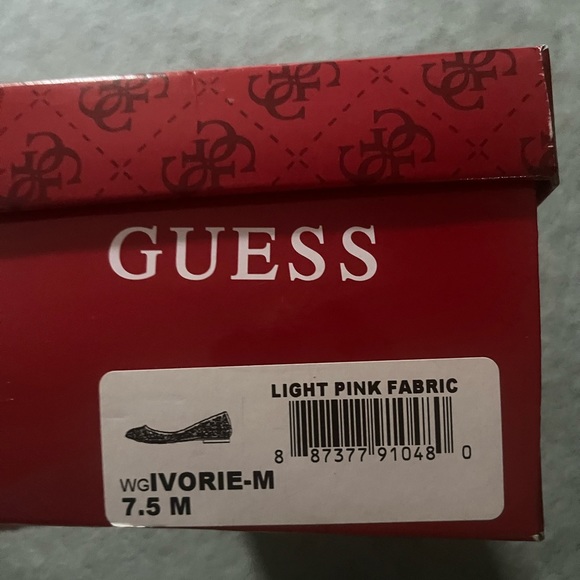 GUESS
LIGHT PINK FABRIC
8 87377 91048 0
WGIVORIE-M
7.5 M